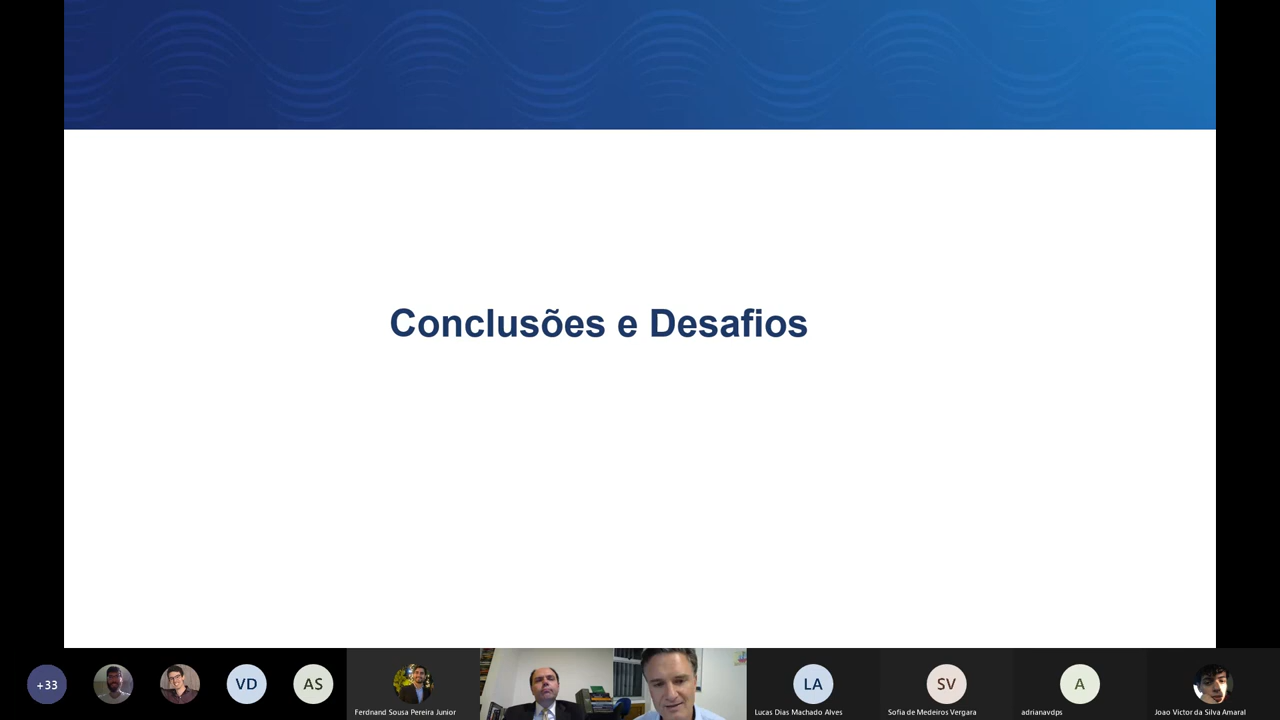 Conclusões e Desafios
+33
VD
AS
Ferdnand Sousa Pereira Junior
LA
Lucas Dias Machado Alves
SV
Sofia de Medeiros Vergara
A
adrianavdps
Joao Victor da Silva Amaral